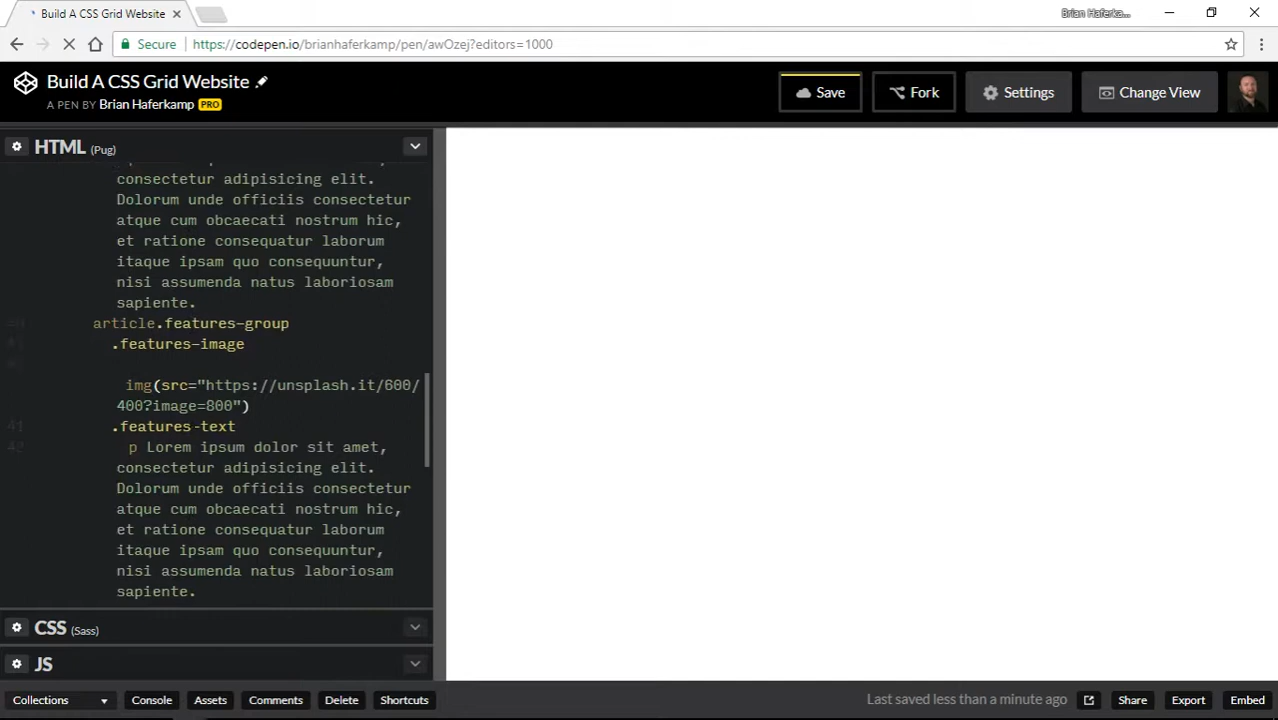 Build A CSS Grid Website
Brian Haferka...
Secure https://codepen.io/brianhaferkamp/pen/awOzej?editors=1000
Build A CSS Grid Website
A PEN BY Brian Haferkamp PRO
Save
Fork
Settings
Change View
HTML (Pug)
consectetur adipisicing elit.
Dolorum unde officiis consectetur
atque cum obcaecati nostrum hic,
et ratione consequatur laborum
itaque ipsam quo consequuntur,
nisi assumenda natus laboriosam
sapiente.
article.features-group
.features-image
img(src="https://unsplash.it/600/
400?image=800")
41 .features-text
42 p Lorem ipsum dolor sit amet,
consectetur adipisicing elit.
Dolorum unde officiis consectetur
atque cum obcaecati nostrum hic,
et ratione consequatur laborum
itaque ipsam quo consequuntur,
nisi assumenda natus laboriosam
sapiente.
CSS (Sass)
JS
Collections
Console
Assets
Comments
Delete
Shortcuts
Last saved less than a minute ago
Share
Export
Embed